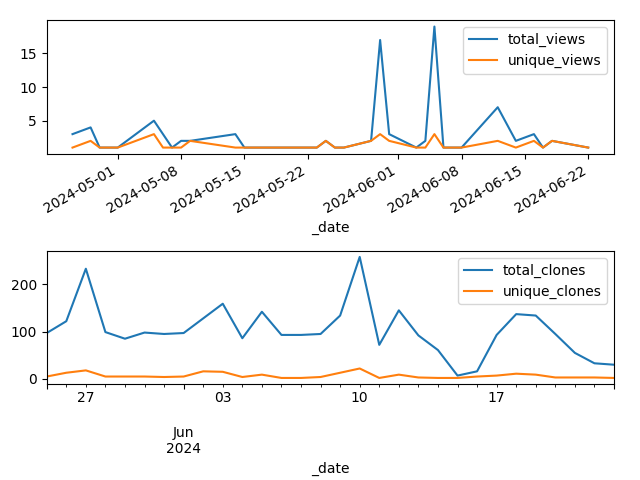 total_views
unique_views
15
10
5
2024-05-01
2024-05-08
2024-05-15
2024-05-22
2024-06-01
2024-06-08
2024-06-15
2024-06-22
_date
total_clones
unique_clones
200
100
0
27
03
10
17
Jun
2024
_date